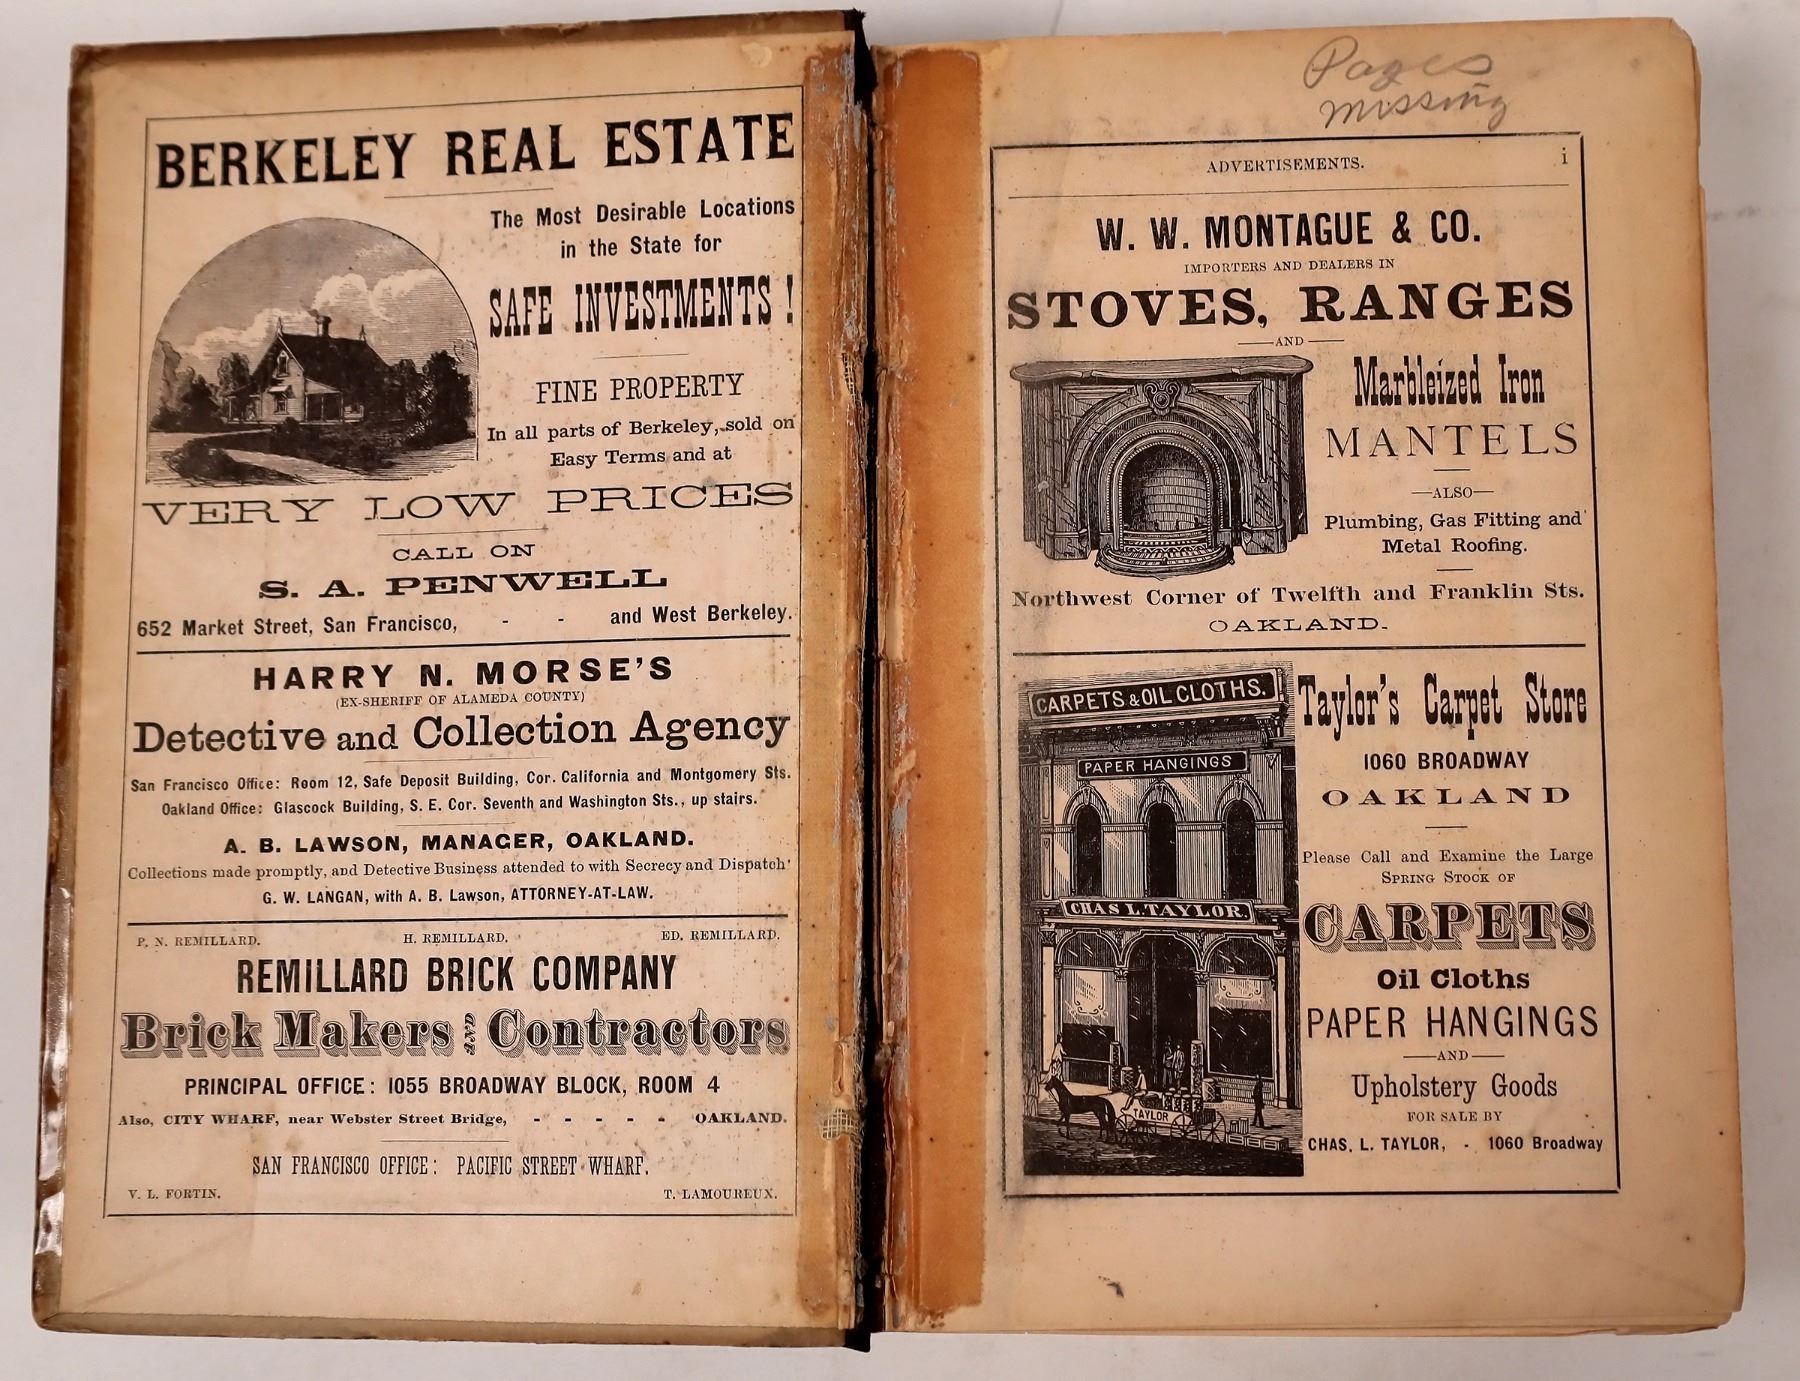 BERKELEY REAL ESTATE
The Most Desirable Locations
in the State for
SAFE INVESTMENTS!
FINE PROPERTY
In all parts of Berkeley, sold on
Easy Terms and at
VERY LOW PRICES
CALL ON
S. A. PENWELL
652 Market Street, San Francisco, - - and West Berkeley.
HARRY N. MORSE'S
(EX-SHERIFF OF ALAMEDA COUNTY)
Detective and Collection Agency
San Francisco Office: Room 12, Safe Deposit Building, Cor. California and Montgomery Sts.
Oakland Office: Glascock Building, S. E. Cor. Seventh and Washington Sts., up stairs.
A. B. LAWSON, MANAGER, OAKLAND.
Collections made promptly, and Detective Business attended to with Secrecy and Dispatch
G. W. LANGAN, with A. B. Lawson, ATTORNEY-AT-LAW.
P. N. REMILLARD. H. REMILLARD. ED. REMILLARD.
REMILLARD BRICK COMPANY
Brick Makers AND Contractors
PRINCIPAL OFFICE: 1055 BROADWAY BLOCK, ROOM 4
Also, CITY WHARF, near Webster Street Bridge, - - - - - OAKLAND.
SAN FRANCISCO OFFICE: PACIFIC STREET WHARF.
V. L. FORTIN. T. LAMOUREUX.
Pages
missing
ADVERTISEMENTS. i
W. W. MONTAGUE & CO.
IMPORTERS AND DEALERS IN
STOVES, RANGES
—AND—
Marbleized Iron
MANTELS
—ALSO—
Plumbing, Gas Fitting and
Metal Roofing.
Northwest Corner of Twelfth and Franklin Sts.
OAKLAND.
CARPETS & OIL CLOTHS.
PAPER HANGINGS
CHAS L. TAYLOR.
TAYLOR
Taylor's Carpet Store
1060 BROADWAY
OAKLAND
Please Call and Examine the Large
SPRING STOCK OF
CARPETS
Oil Cloths
PAPER HANGINGS
—AND—
Upholstery Goods
FOR SALE BY
CHAS. L. TAYLOR, - 1060 Broadway